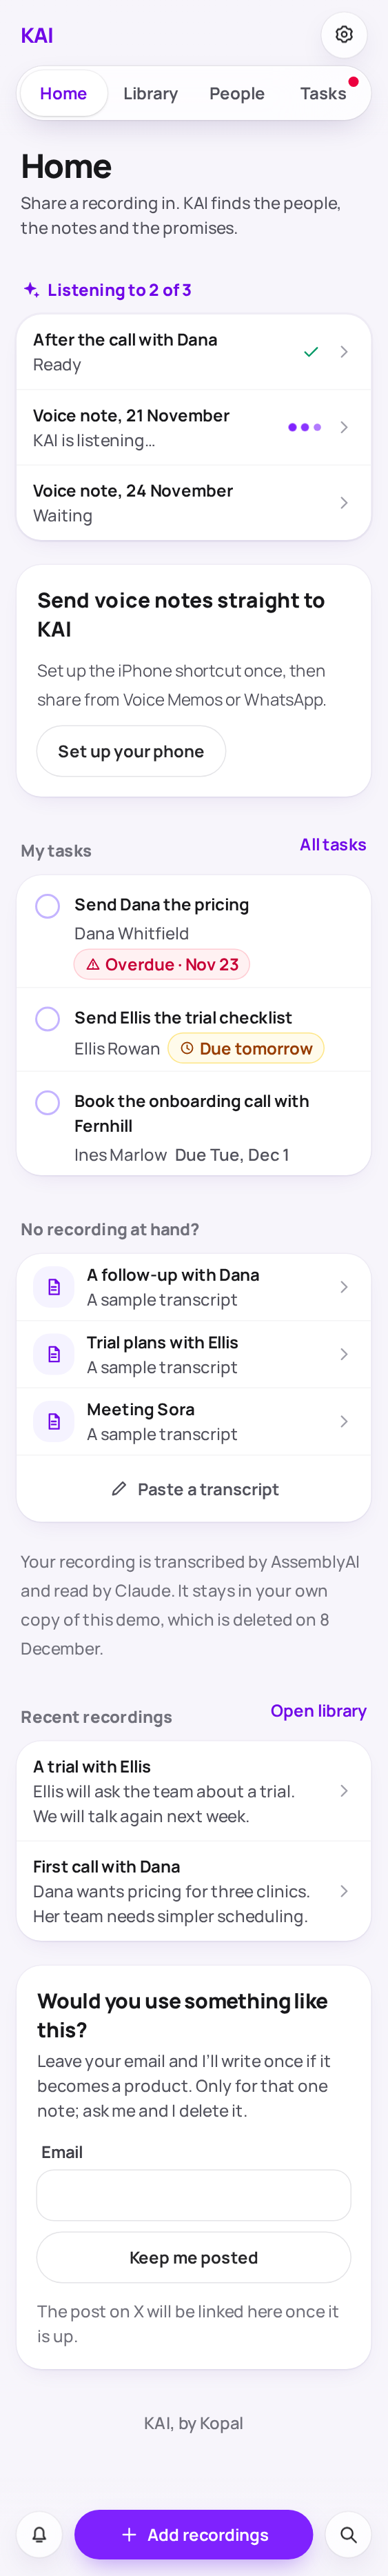 KAI
Home
Library
People
Tasks
Home
Share a recording in. KAI finds the people,
the notes and the promises.
Listening to 2 of 3
After the call with Dana
Ready
Voice note, 21 November
KAI is listening...
Voice note, 24 November
Waiting
Send voice notes straight to
KAI
Set up the iPhone shortcut once, then
share from Voice Memos or WhatsApp.
Set up your phone
My tasks
All tasks
Send Dana the pricing
Dana Whitfield
Overdue · Nov 23
Send Ellis the trial checklist
Ellis Rowan Due tomorrow
Book the onboarding call with
Fernhill
Ines Marlow Due Tue, Dec 1
No recording at hand?
A follow-up with Dana
A sample transcript
Trial plans with Ellis
A sample transcript
Meeting Sora
A sample transcript
Paste a transcript
Your recording is transcribed by AssemblyAI
and read by Claude. It stays in your own
copy of this demo, which is deleted on 8
December.
Recent recordings
Open library
A trial with Ellis
Ellis will ask the team about a trial.
We will talk again next week.
First call with Dana
Dana wants pricing for three clinics.
Her team needs simpler scheduling.
Would you use something like
this?
Leave your email and I'll write once if it
becomes a product. Only for that one
note; ask me and I delete it.
Email
Keep me posted
The post on X will be linked here once it
is up.
KAI, by Kopal
Add recordings